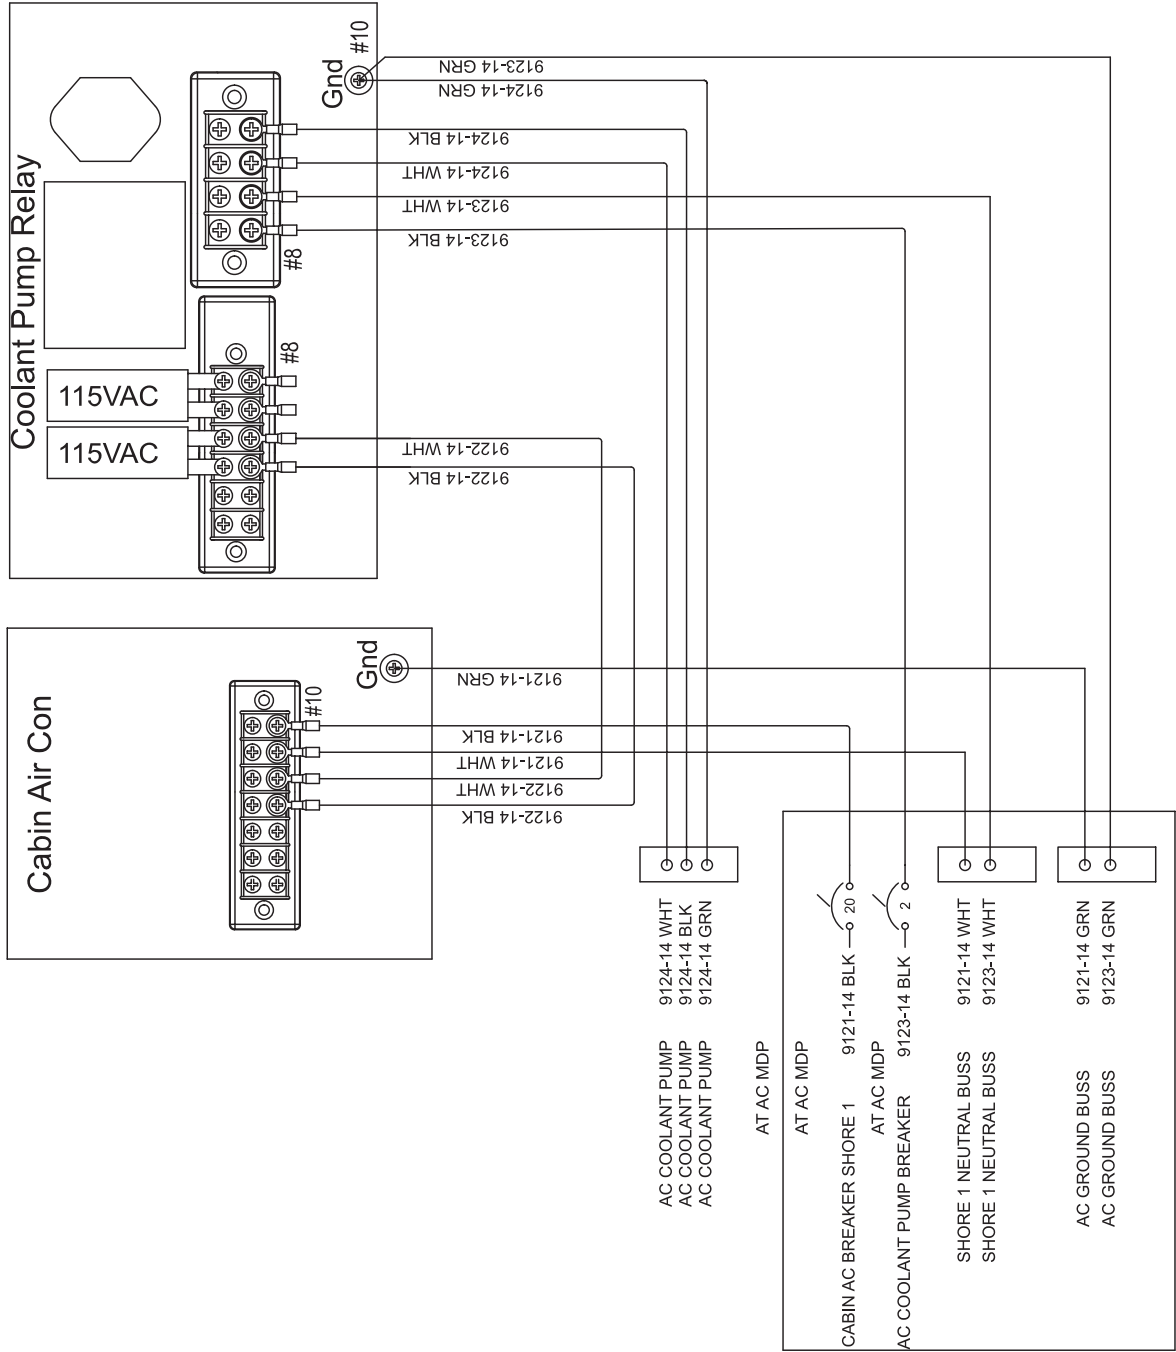 Coolant Pump Relay
Gnd
#10
#8
#8
115VAC
115VAC
9123-14 GRN
9124-14 GRN
9124-14 BLK
9124-14 WHT
9123-14 WHT
9123-14 BLK
9122-14 WHT
9122-14 BLK
Cabin Air Con
Gnd
#10
9121-14 GRN
9121-14 BLK
9121-14 WHT
9122-14 WHT
9122-14 BLK
AC COOLANT PUMP 9124-14 WHT
AC COOLANT PUMP 9124-14 BLK
AC COOLANT PUMP 9124-14 GRN
AT AC MDP
AT AC MDP
CABIN AC BREAKER SHORE 1 9121-14 BLK 20
AT AC MDP
AC COOLANT PUMP BREAKER 9123-14 BLK 2
SHORE 1 NEUTRAL BUSS 9121-14 WHT
SHORE 1 NEUTRAL BUSS 9123-14 WHT
AC GROUND BUSS 9121-14 GRN
AC GROUND BUSS 9123-14 GRN